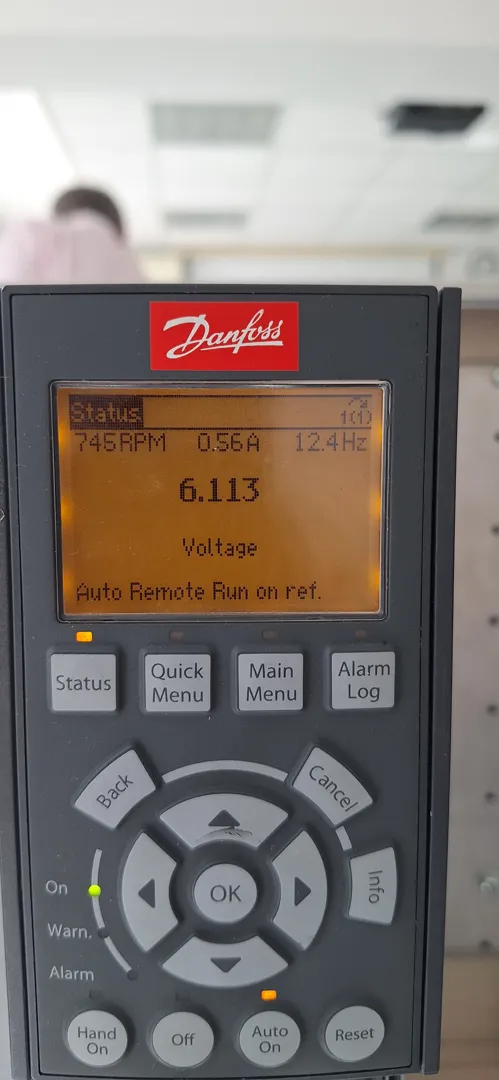 Danfoss
Status 1(1)
745RPM 0.56A 12.4Hz
6.113
Voltage
Auto Remote Run on ref.
Status Quick Menu Main Menu Alarm Log
Back Cancel
OK Info
On
Warn.
Alarm
Hand On Off Auto On Reset